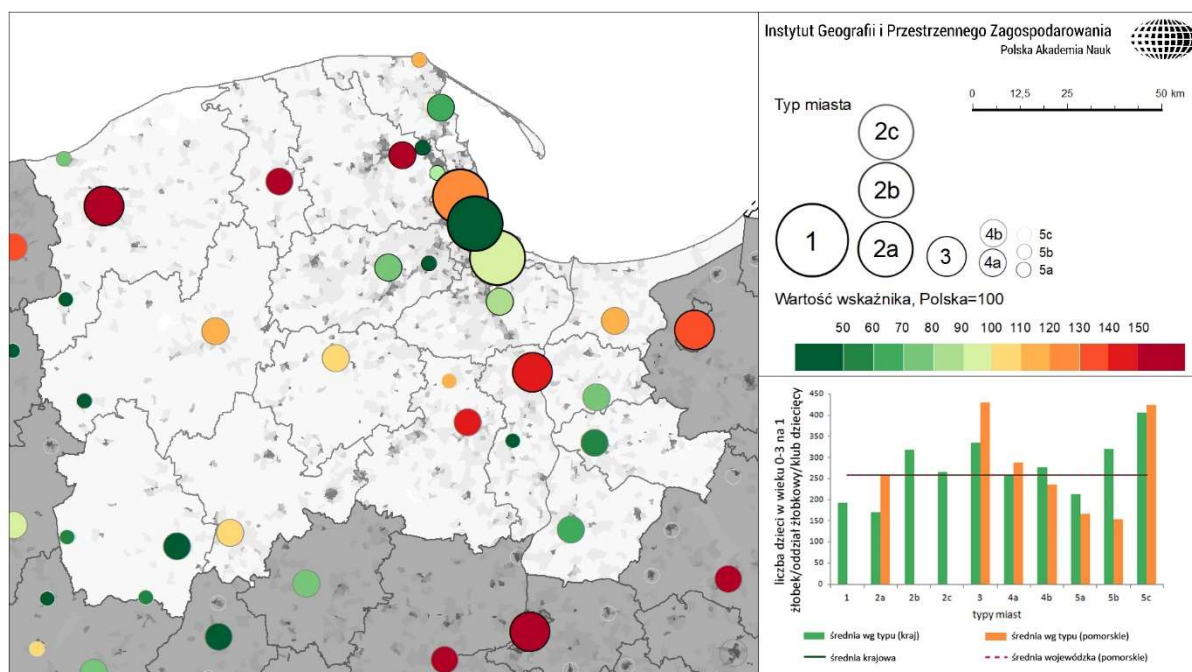 Instytut Geografii i Przestrzennego Zagospodarowania
Polska Akademia Nauk
0 12,5 25 50 km
Typ miasta
2c
2b
1
2a
3
4b
4a
5c
5b
5a
Wartość wskaźnika, Polska=100
50 60 70 80 90 100 110 120 130 140 150
liczba dzieci w wieku 0-3 na 1
żłobek/oddział żłobkowy/klub dziecięcy
450
400
350
300
250
200
150
100
50
0
1 2a 2b 2c 3 4a 4b 5a 5b 5c
typy miast
średnia wg typu (kraj)
średnia wg typu (pomorskie)
średnia krajowa
średnia wojewódzka (pomorskie)